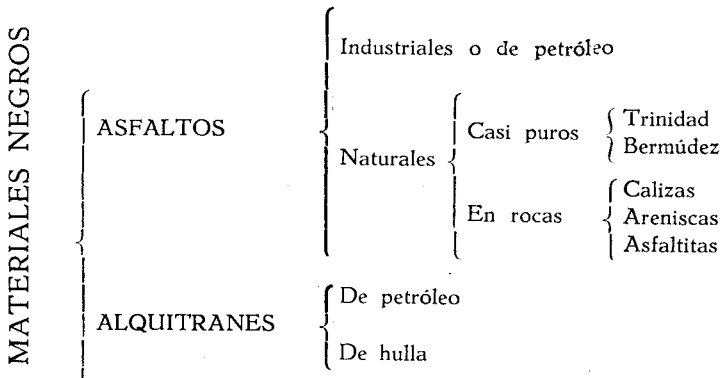 MATERIALES NEGROS
ASFALTOS
Industriales o de petróleo
Naturales
Casi puros
Trinidad
Bermúdez
En rocas
Calizas
Areniscas
Asfaltitas
ALQUITRANES
De petróleo
De hulla